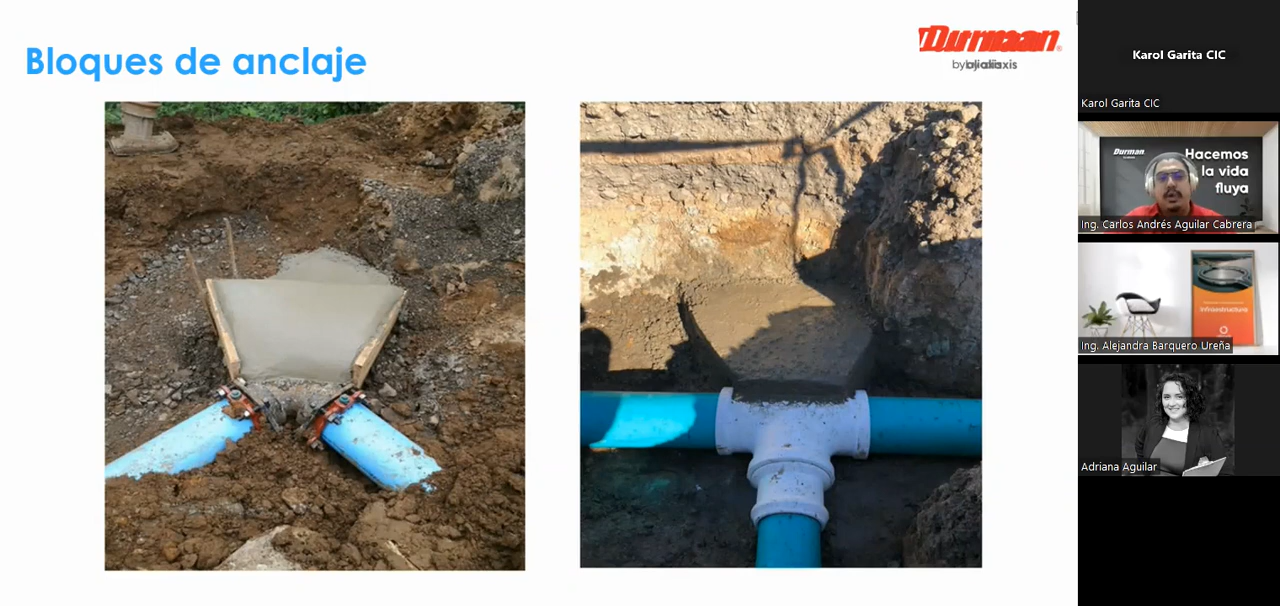 Bloques de anclaje
Durman
by aliaxis
Karol Garita CIC
Karol Garita CIC
Durman
Hacemos
la vida
fluya
Ing. Carlos Andrés Aguilar Cabrera
Infraestructura
Ing. Alejandra Barquero Ureña
Adriana Aguilar